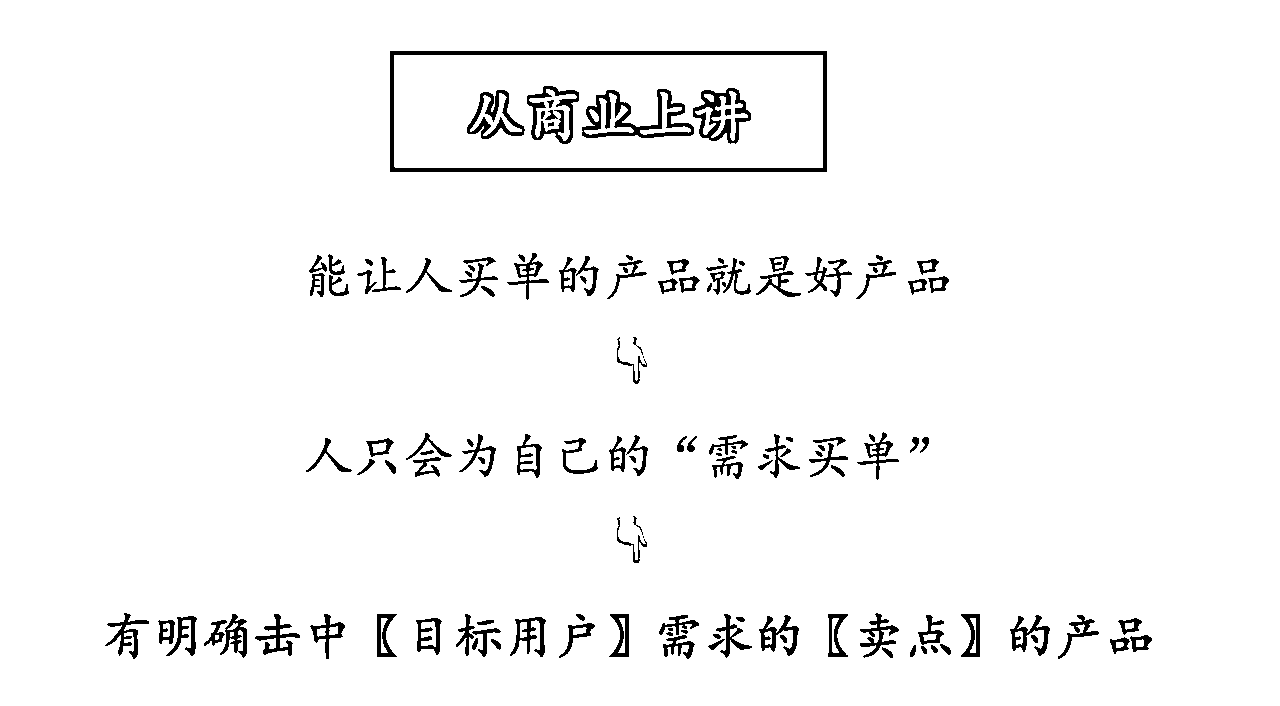 从商业上讲
能让人买单的产品就是好产品
👇
人只会为自己的“需求买单”
👇
有明确击中【目标用户】需求的【卖点】的产品